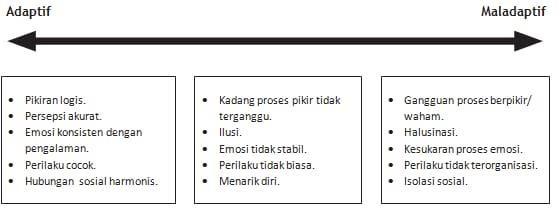 Adaptif
Maladaptif
• Pikiran logis.
• Persepsi akurat.
• Emosi konsisten dengan
pengalaman.
• Perilaku cocok.
• Hubungan sosial harmonis.
• Kadang proses pikir tidak
terganggu.
• Ilusi.
• Emosi tidak stabil.
• Perilaku tidak biasa.
• Menarik diri.
• Gangguan proses berpikir/
waham.
• Halusinasi.
• Kesukaran proses emosi.
• Perilaku tidak terorganisasi.
• Isolasi sosial.